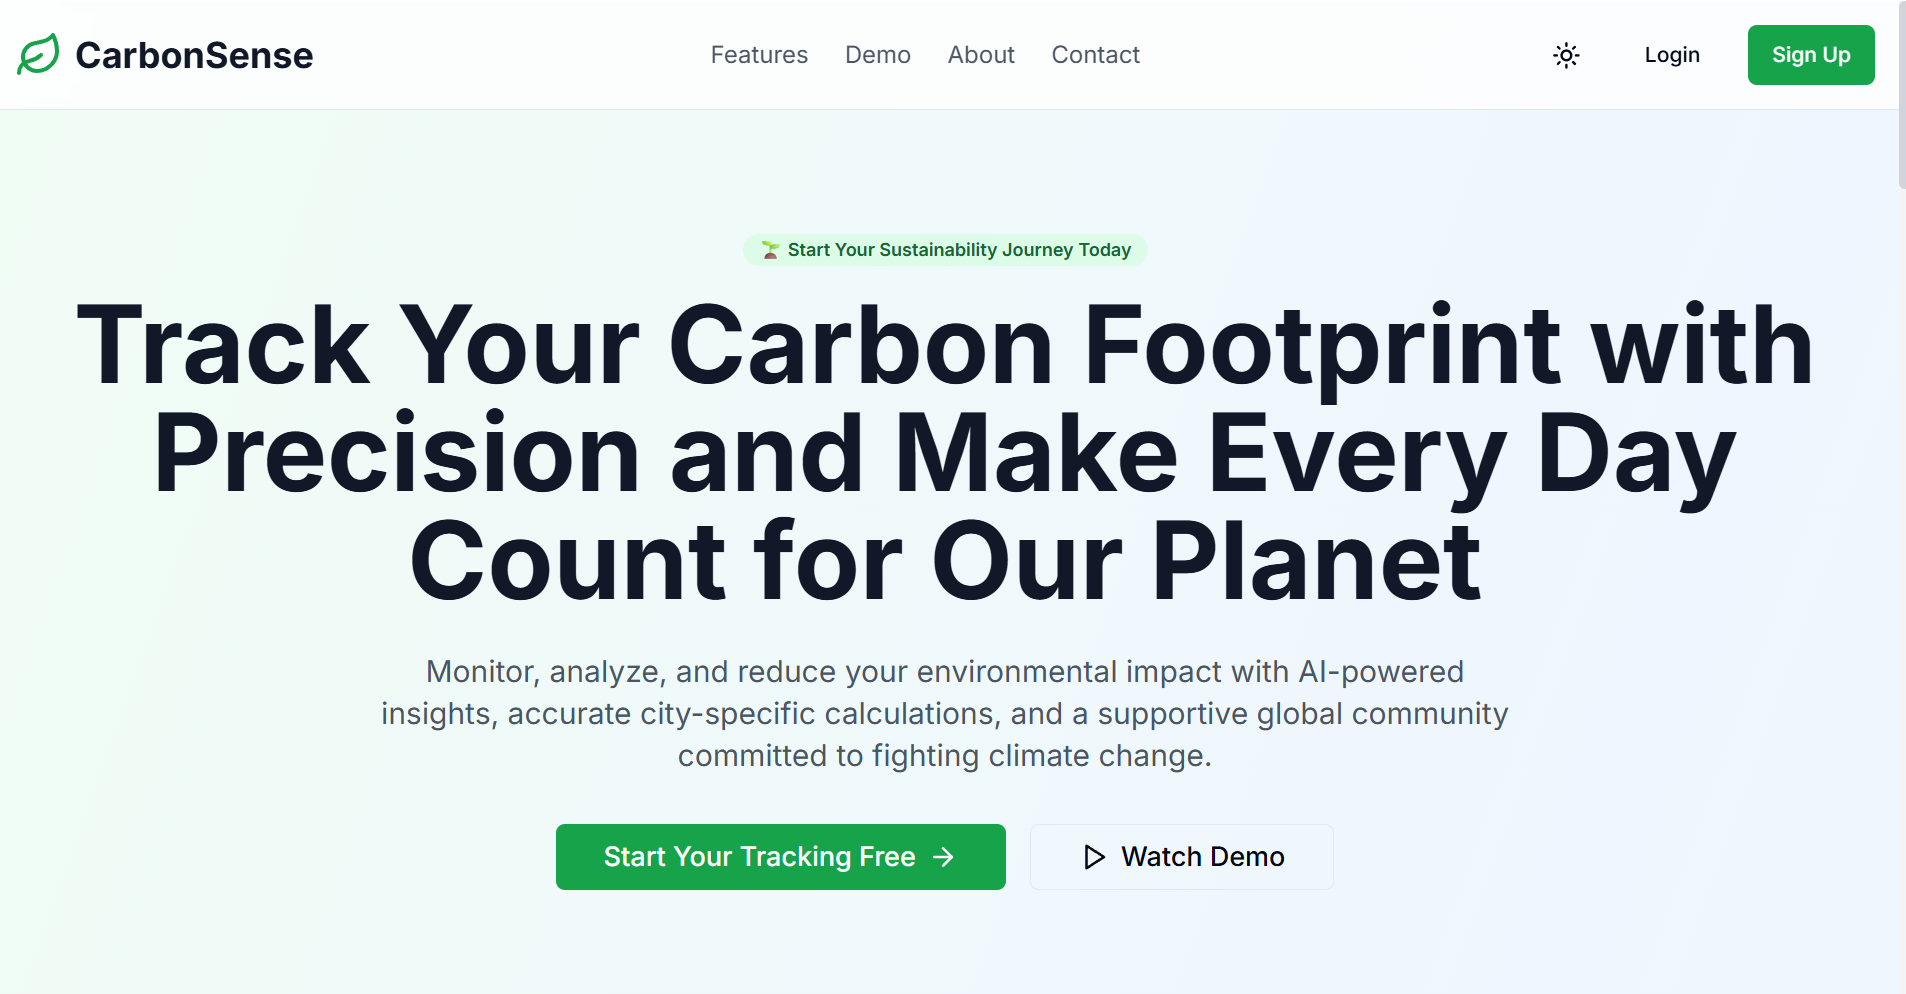 CarbonSense
Features
Demo
About
Contact
Login
Sign Up
Start Your Sustainability Journey Today
Track Your Carbon Footprint with
Precision and Make Every Day
Count for Our Planet
Monitor, analyze, and reduce your environmental impact with AI-powered
insights, accurate city-specific calculations, and a supportive global community
committed to fighting climate change.
Start Your Tracking Free
Watch Demo